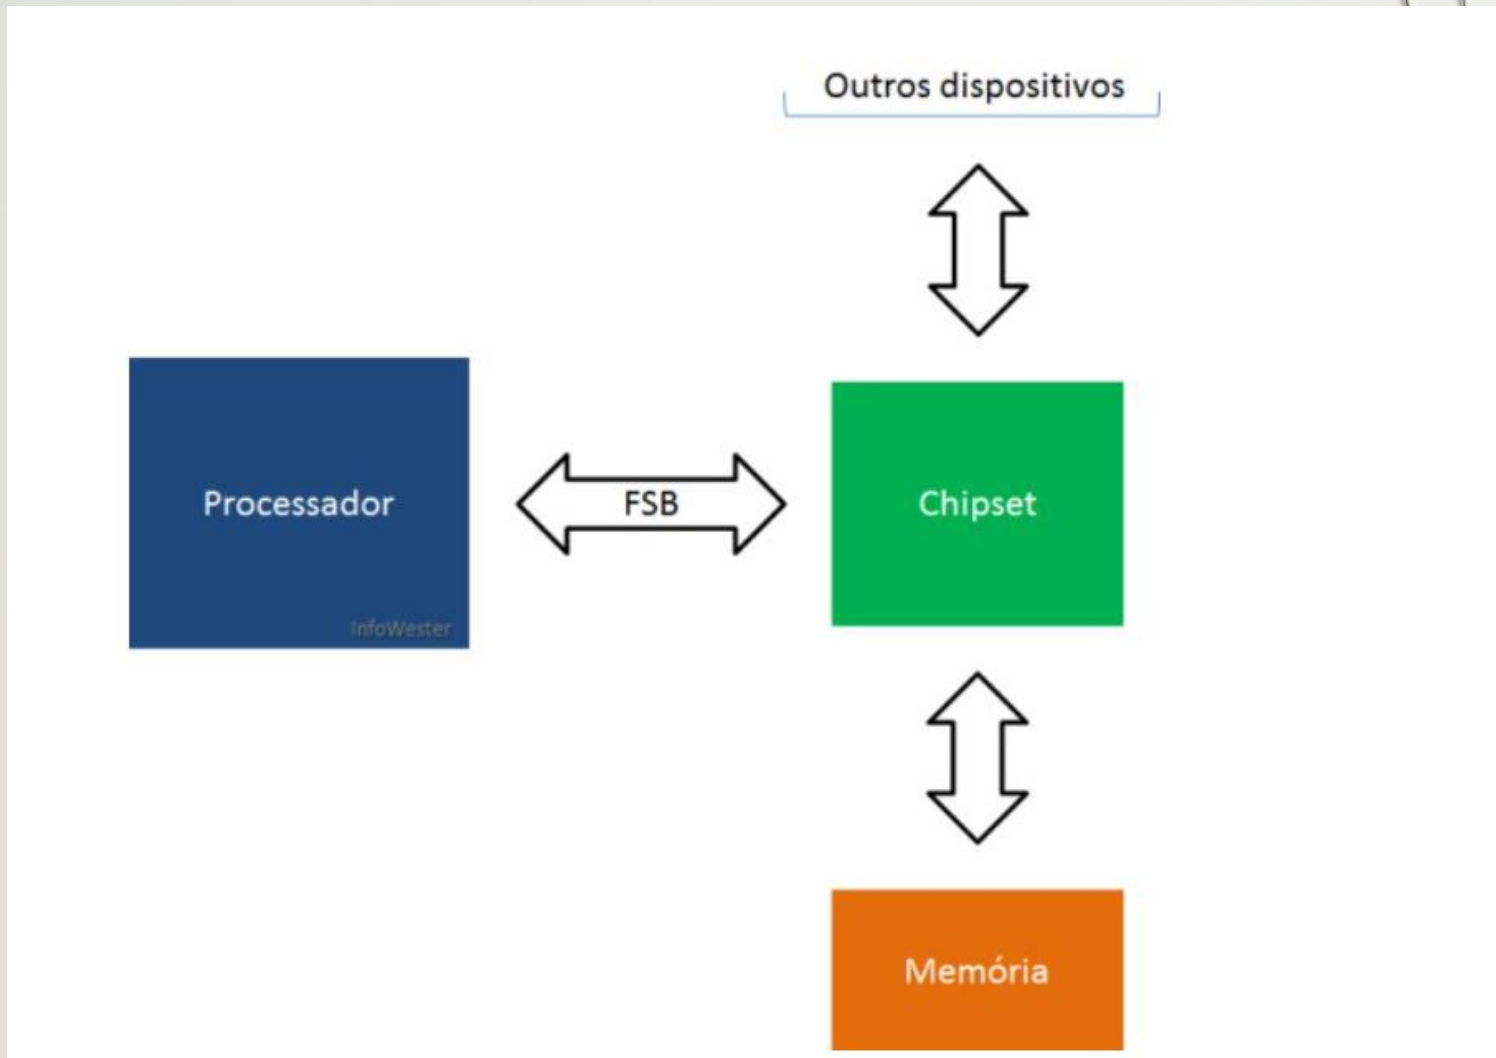 Outros dispositivos
Processador
FSB
Chipset
InfoWester
Memória